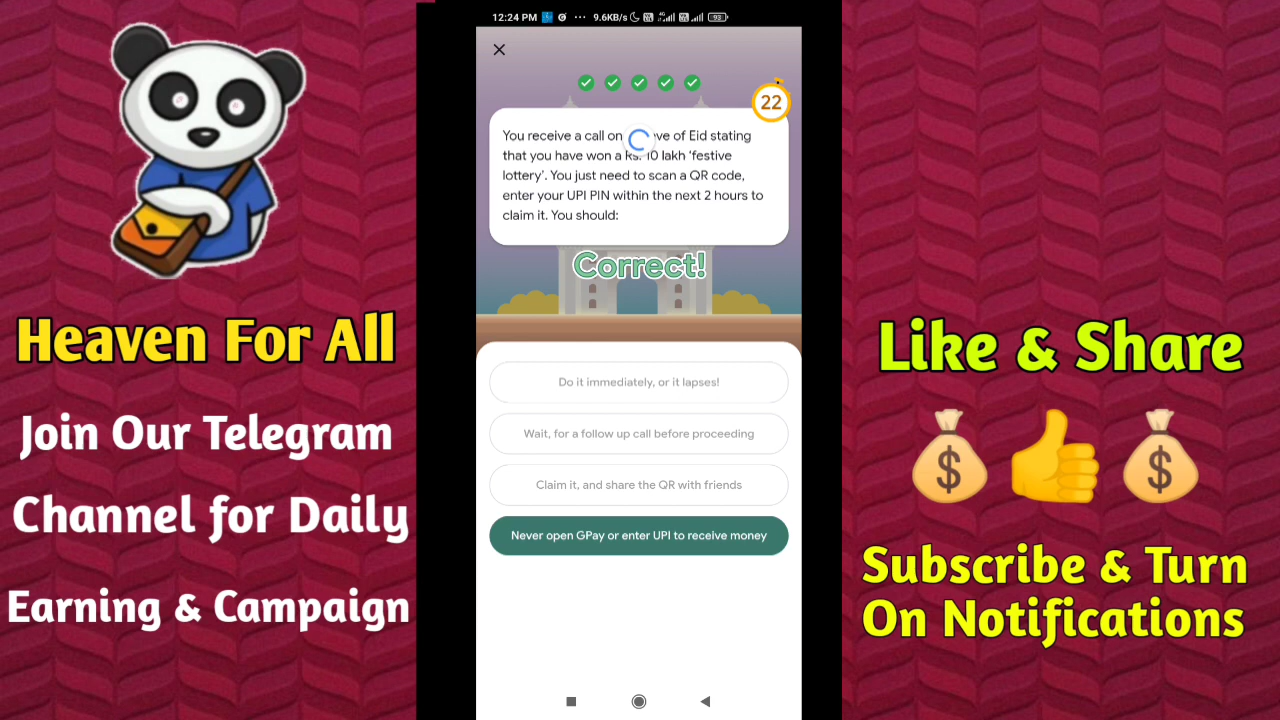 Heaven For All
Join Our Telegram
Channel for Daily
Earning & Campaign
12:24 PM
9.6KB/s
4G
93
22
You receive a call on ve of Eid stating
that you have won a Rs. 10 lakh ‘festive
lottery’. You just need to scan a QR code,
enter your UPI PIN within the next 2 hours to
claim it. You should:
Correct!
Do it immediately, or it lapses!
Wait, for a follow up call before proceeding
Claim it, and share the QR with friends
Never open GPay or enter UPI to receive money
Like & Share
$ $
Subscribe & Turn
On Notifications